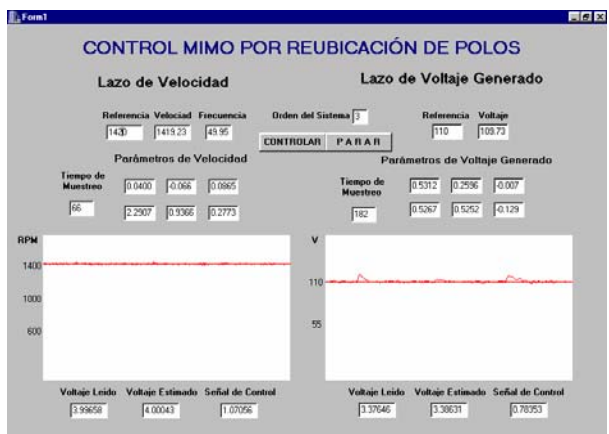 Form1
CONTROL MIMO POR REUBICACIÓN DE POLOS
Lazo de Velocidad
Lazo de Voltaje Generado
Referencia Velociad Frecuencia
Orden del Sistema 3
Referencia Voltaje
1420 1419.23 49.95
110 109.73
CONTROLAR P A R A R
Parámetros de Velocidad
Parámetros de Voltaje Generado
Tiempo de Muestreo
66
0.0400 -0.066 0.0865
2.2907 0.9366 0.2773
Tiempo de Muestreo
182
0.5312 0.2596 -0.007
0.5267 0.5252 -0.129
RPM
1400
1000
600
V
110
55
Voltaje Leido Voltaje Estimado Señal de Control
3.99658 4.00043 1.07056
Voltaje Leido Voltaje Estimado Señal de Control
3.37646 3.38631 0.78353